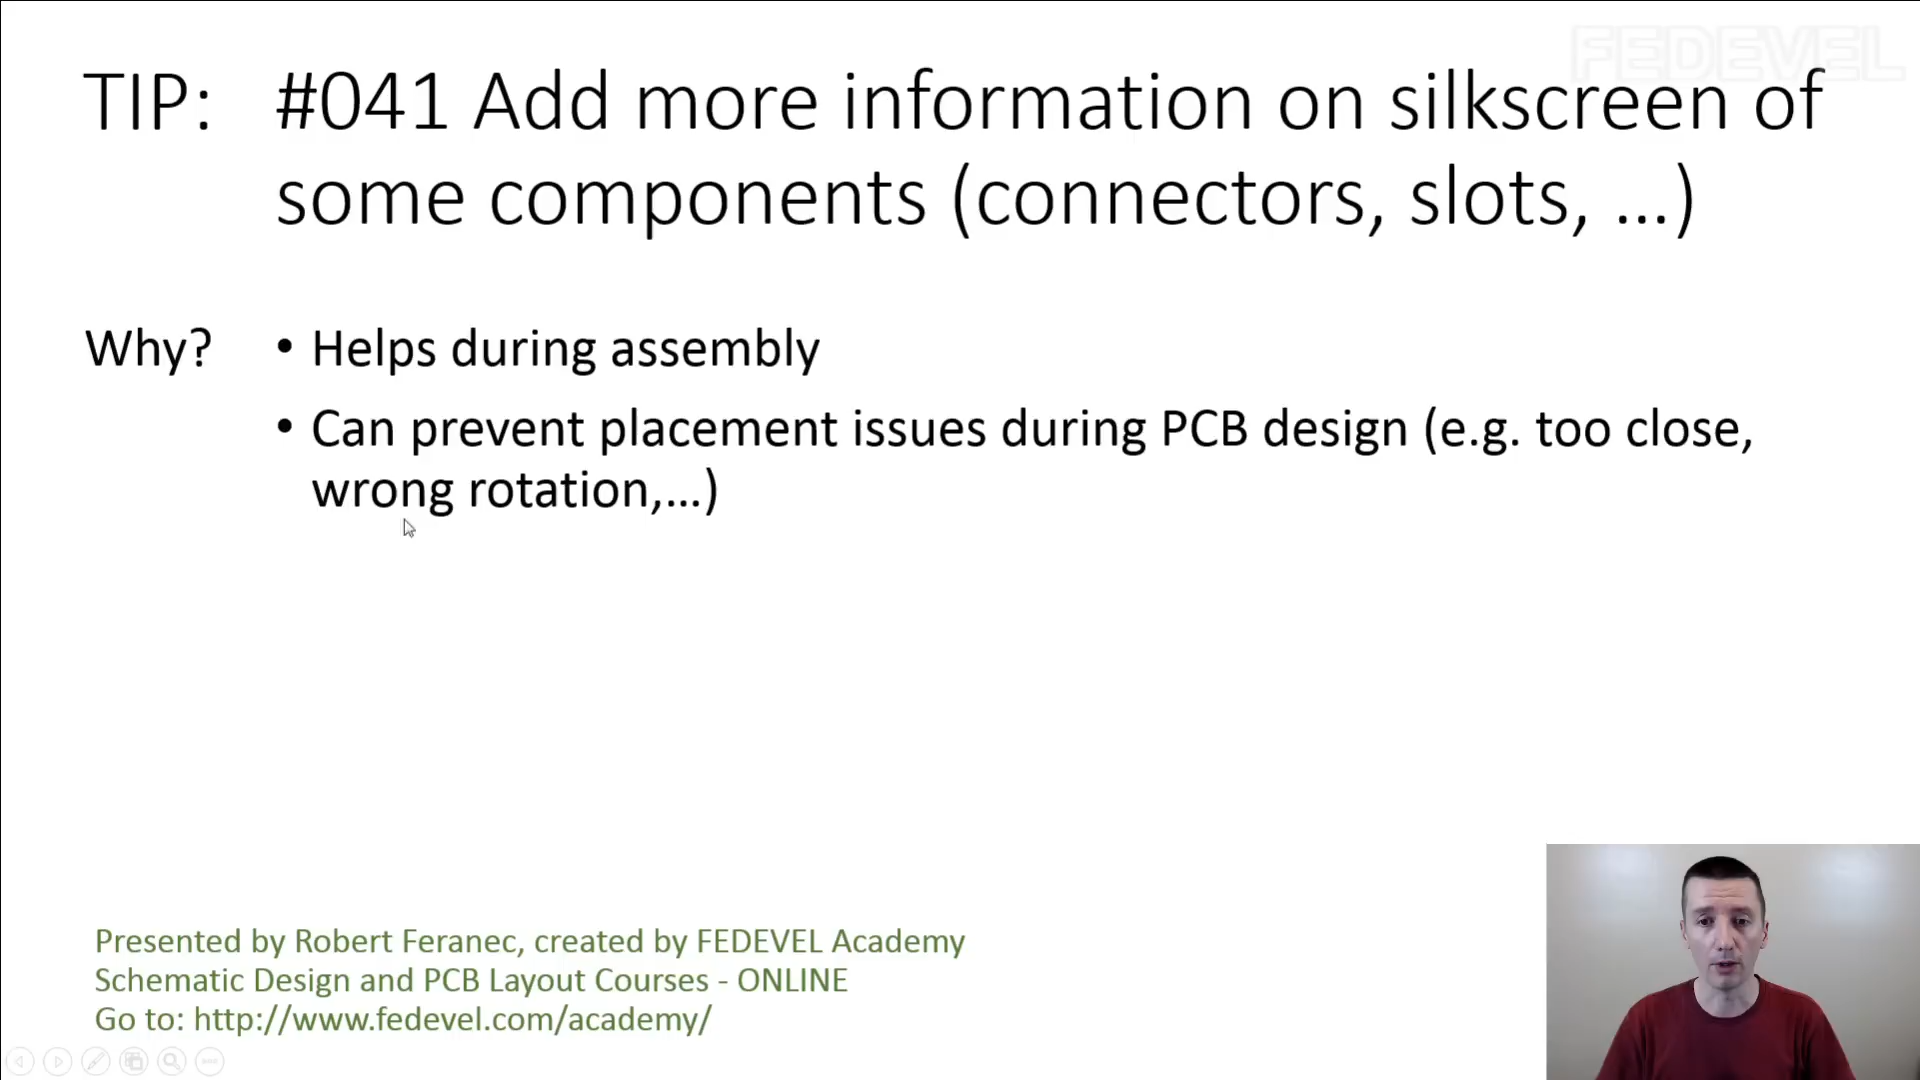 FEDEVEL
TIP: #041 Add more information on silkscreen of
some components (connectors, slots, ...)
Why? • Helps during assembly
• Can prevent placement issues during PCB design (e.g. too close,
wrong rotation,...)
Presented by Robert Feranec, created by FEDEVEL Academy
Schematic Design and PCB Layout Courses - ONLINE
Go to: http://www.fedevel.com/academy/